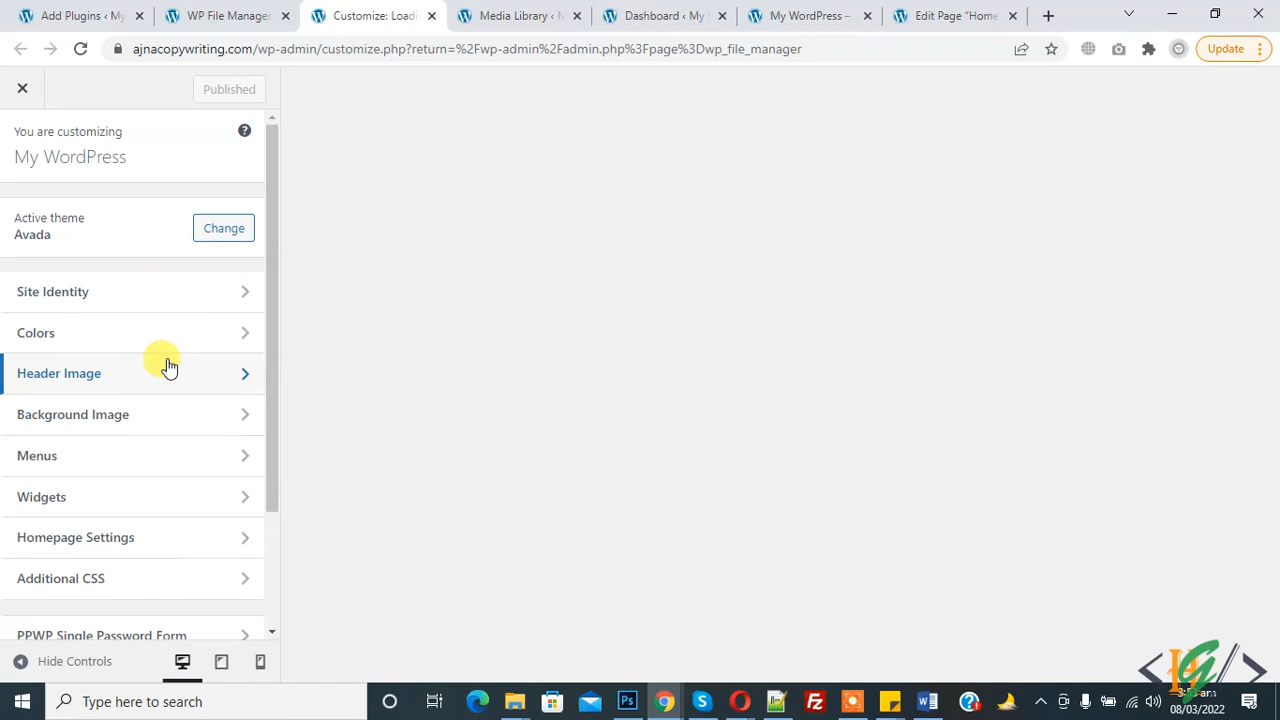 Add Plugins ‹ My
WP File Manager
Customize: Loadi
Media Library ‹ M
Dashboard ‹ My W
My WordPress –
Edit Page "Home
ajnacopywriting.com/wp-admin/customize.php?return=%2Fwp-admin%2Fadmin.php%3Fpage%3Dwp_file_manager
Update
Published
You are customizing
My WordPress
Active theme
Avada
Change
Site Identity
Colors
Header Image
Background Image
Menus
Widgets
Homepage Settings
Additional CSS
PPWP Single Password Form
Hide Controls
Type here to search
08/03/2022